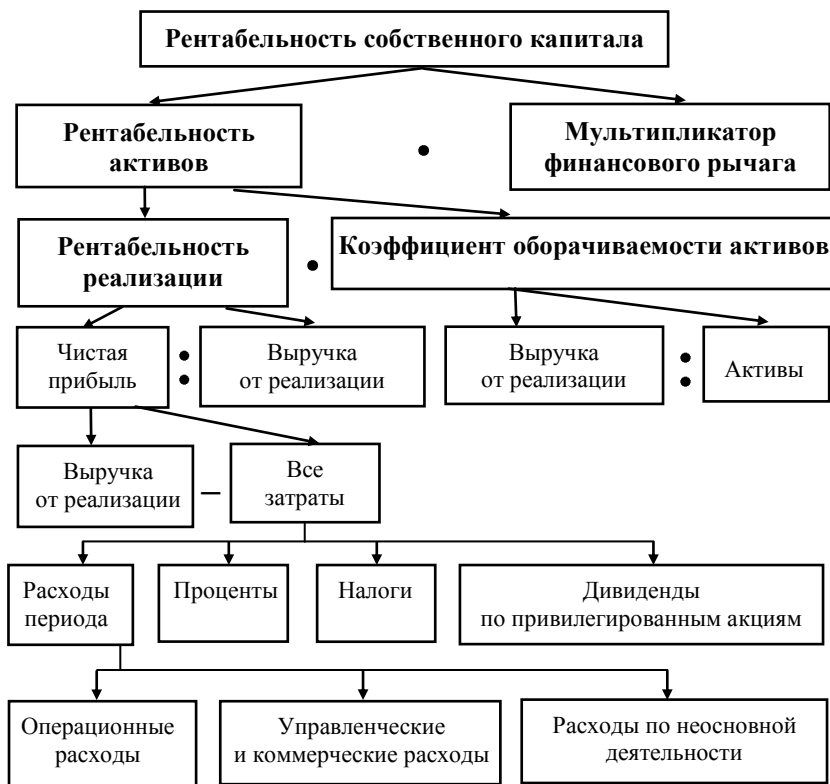 Рентабельность собственного капитала
Рентабельность
активов
•
Мультипликатор
финансового рычага
Рентабельность
реализации
•
Коэффициент оборачиваемости активов
Чистая
прибыль
:
Выручка
от реализации
Выручка
от реализации
:
Активы
Выручка
от реализации
–
Все
затраты
Расходы
периода
Проценты
Налоги
Дивиденды
по привилегированным акциям
Операционные
расходы
Управленческие
и коммерческие расходы
Расходы по неосновной
деятельности